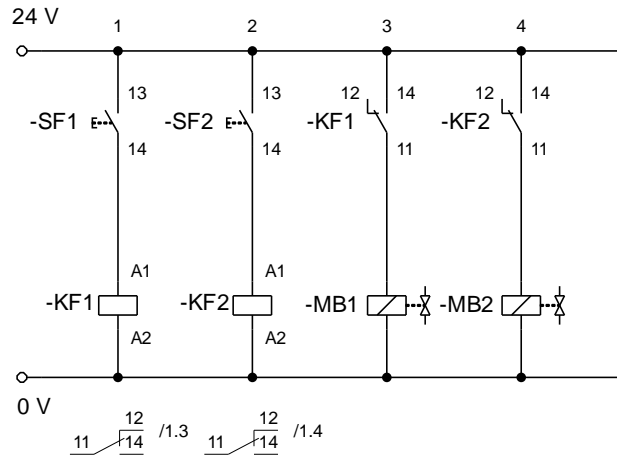 24 V
1 2 3 4
13 13 12 14 12 14
-SF1 -SF2 -KF1 -KF2
14 14 11 11
A1 A1
-KF1 -KF2 -MB1 -MB2
A2 A2
0 V
12 /1.3 12 /1.4
11 14 11 14